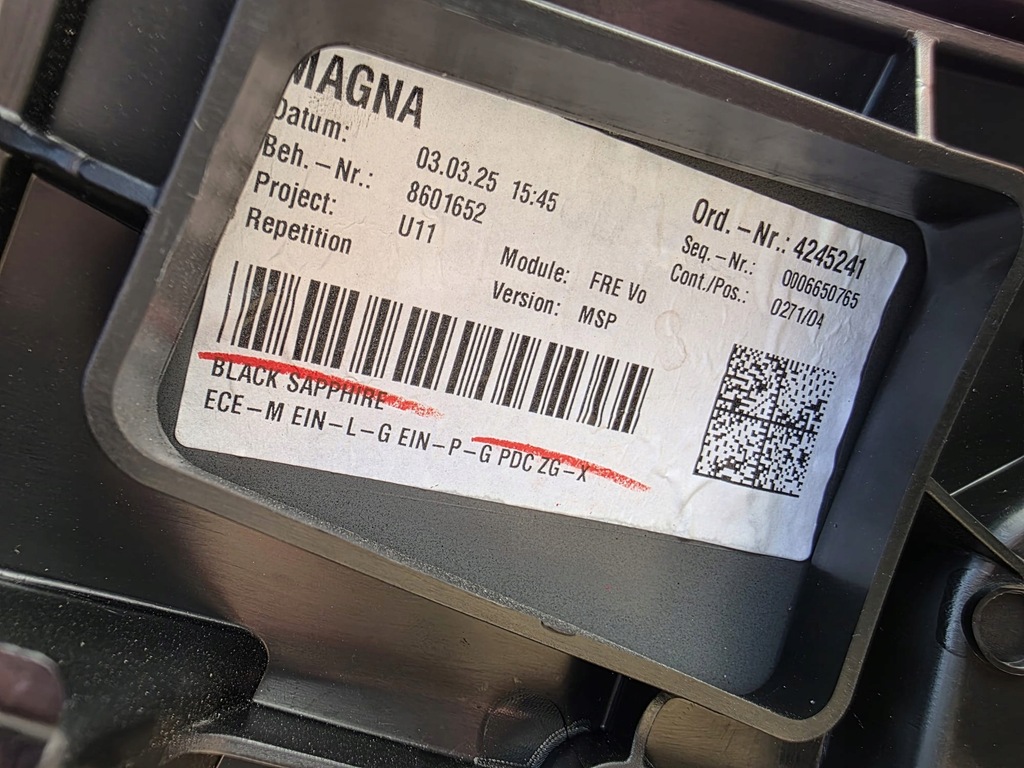 MAGNA
Datum: 03.03.25 15:45
Beh.-Nr.: 8601652
Project: U11
Repetition
Ord.-Nr.: 4245241
Seq.-Nr.: 0006650765
Cont./Pos.: 0271/04
Module: FRE Vo
Version: MSP
BLACK SAPPHIRE
ECE-M EIN-L-G EIN-P-G PDC ZG-X